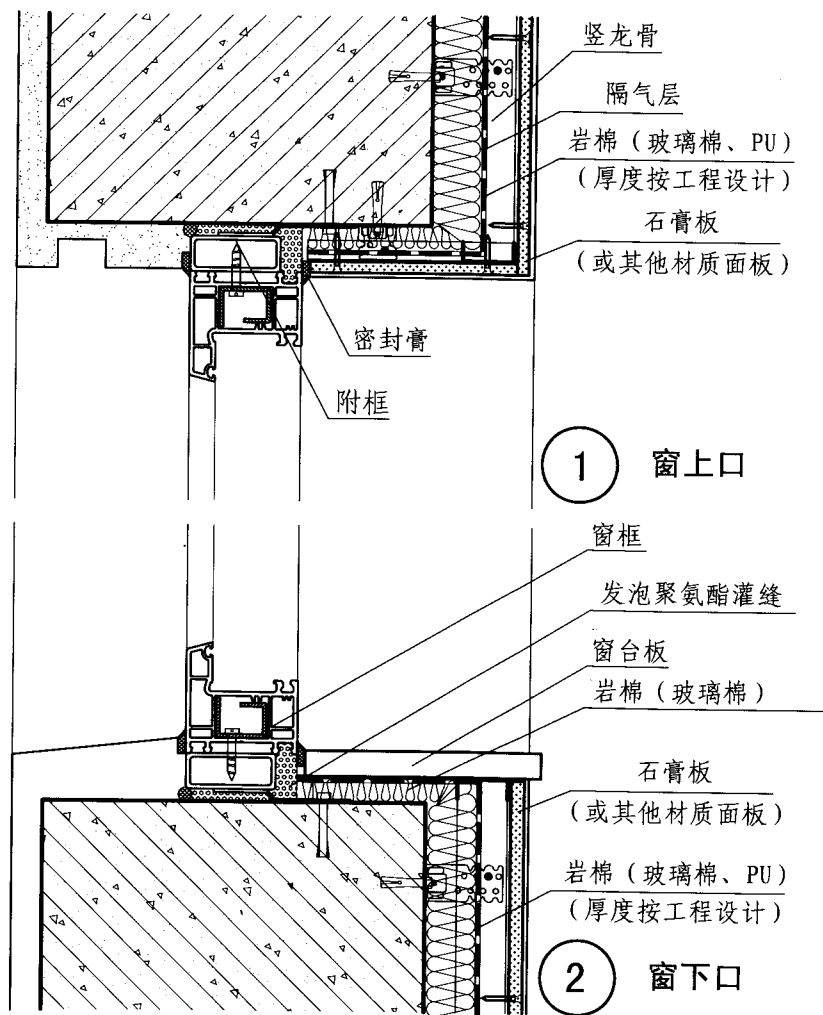 竖龙骨
隔气层
岩棉（玻璃棉、PU）
（厚度按工程设计）
石膏板
（或其他材质面板）
密封膏
附框
1 窗上口
窗框
发泡聚氨酯灌缝
窗台板
岩棉（玻璃棉）
石膏板
（或其他材质面板）
岩棉（玻璃棉、PU）
（厚度按工程设计）
2 窗下口